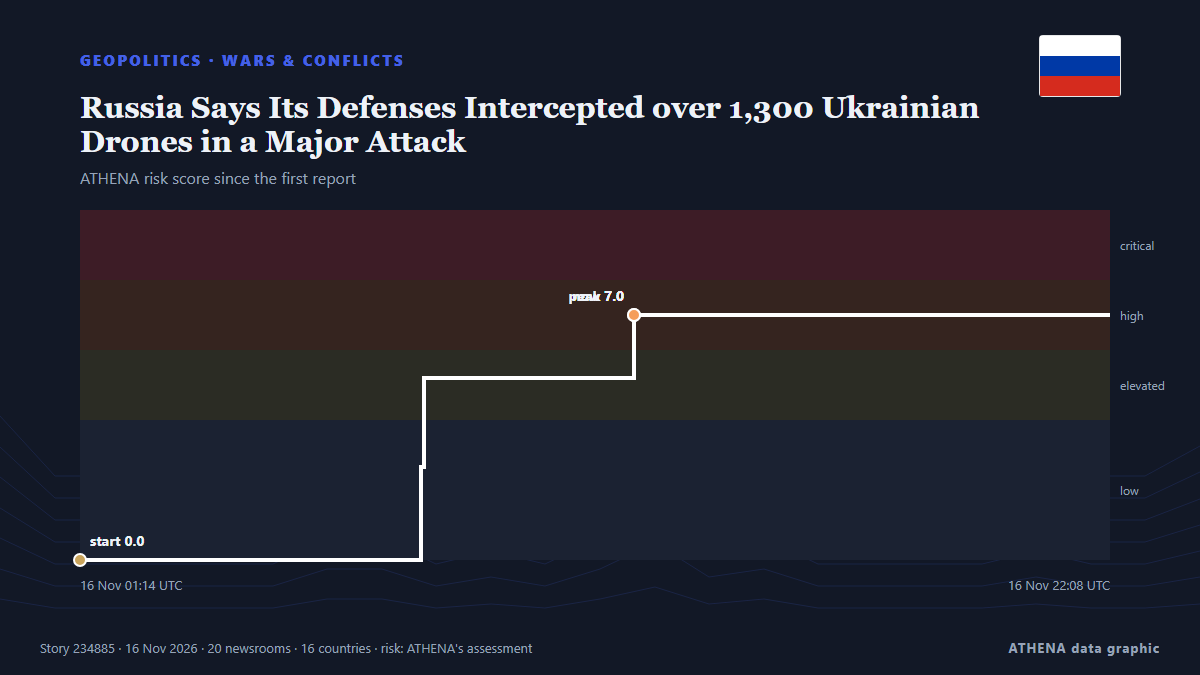 GEOPOLITICS · WARS & CONFLICTS
Russia Says Its Defenses Intercepted over 1,300 Ukrainian
Drones in a Major Attack
ATHENA risk score since the first report
critical
peak 7.0
high
elevated
low
start 0.0
16 Nov 01:14 UTC
16 Nov 22:08 UTC
Story 234885 · 16 Nov 2026 · 20 newsrooms · 16 countries · risk: ATHENA's assessment
ATHENA data graphic